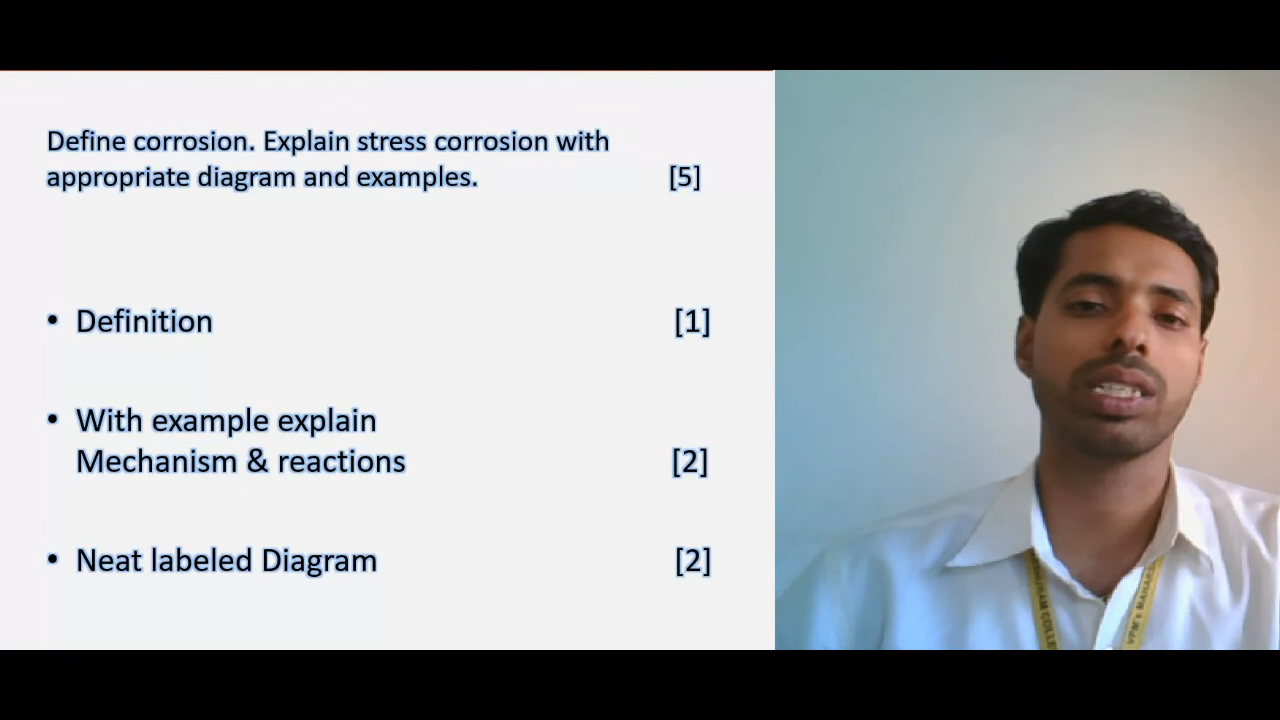 Define corrosion. Explain stress corrosion with
appropriate diagram and examples. [5]
• Definition [1]
• With example explain
Mechanism & reactions [2]
• Neat labeled Diagram [2]
VPM's